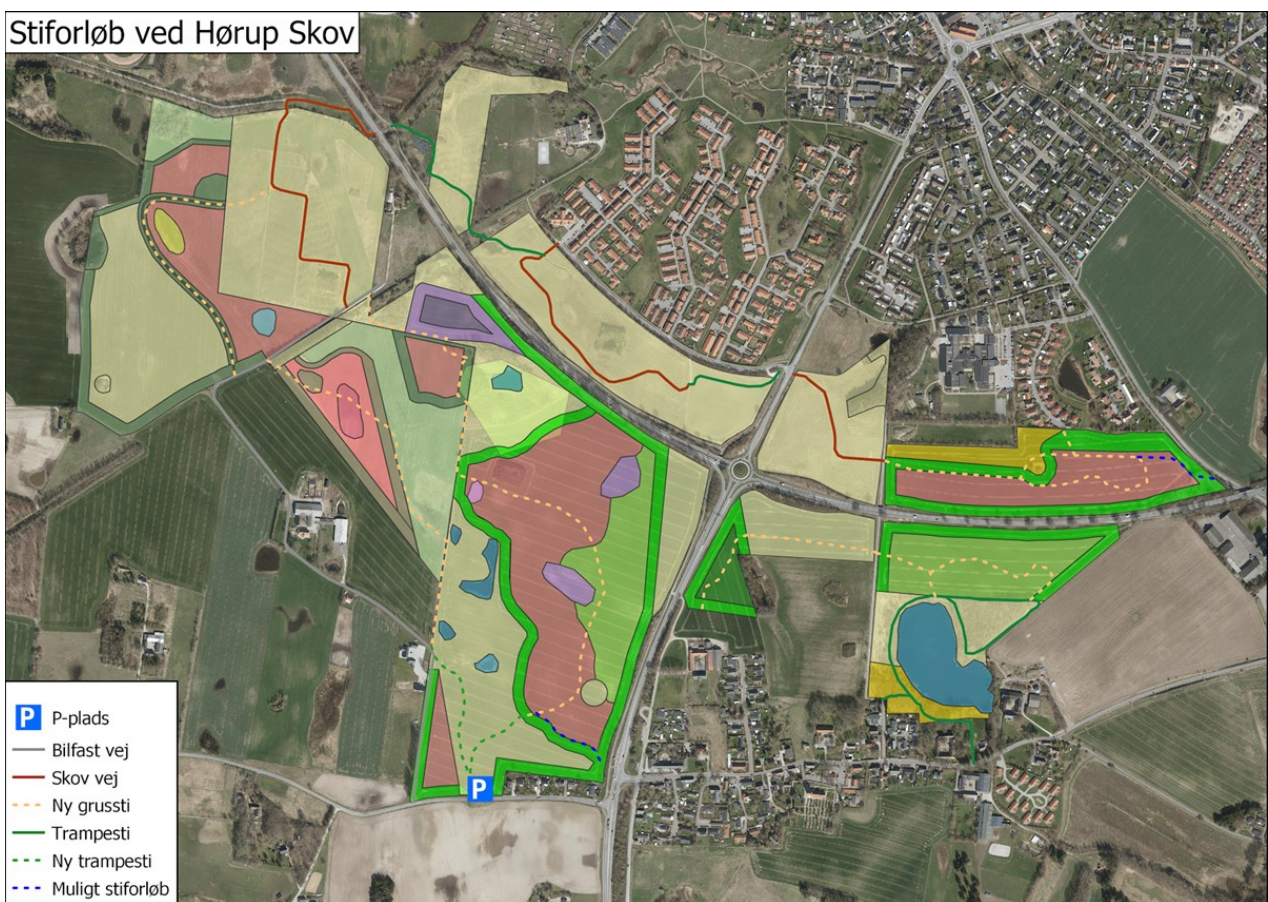 Stiforløb ved Hørup Skov
P
P P-plads
Bilfast vej
Skov vej
Ny grussti
Trampesti
Ny trampesti
Muligt stiforløb